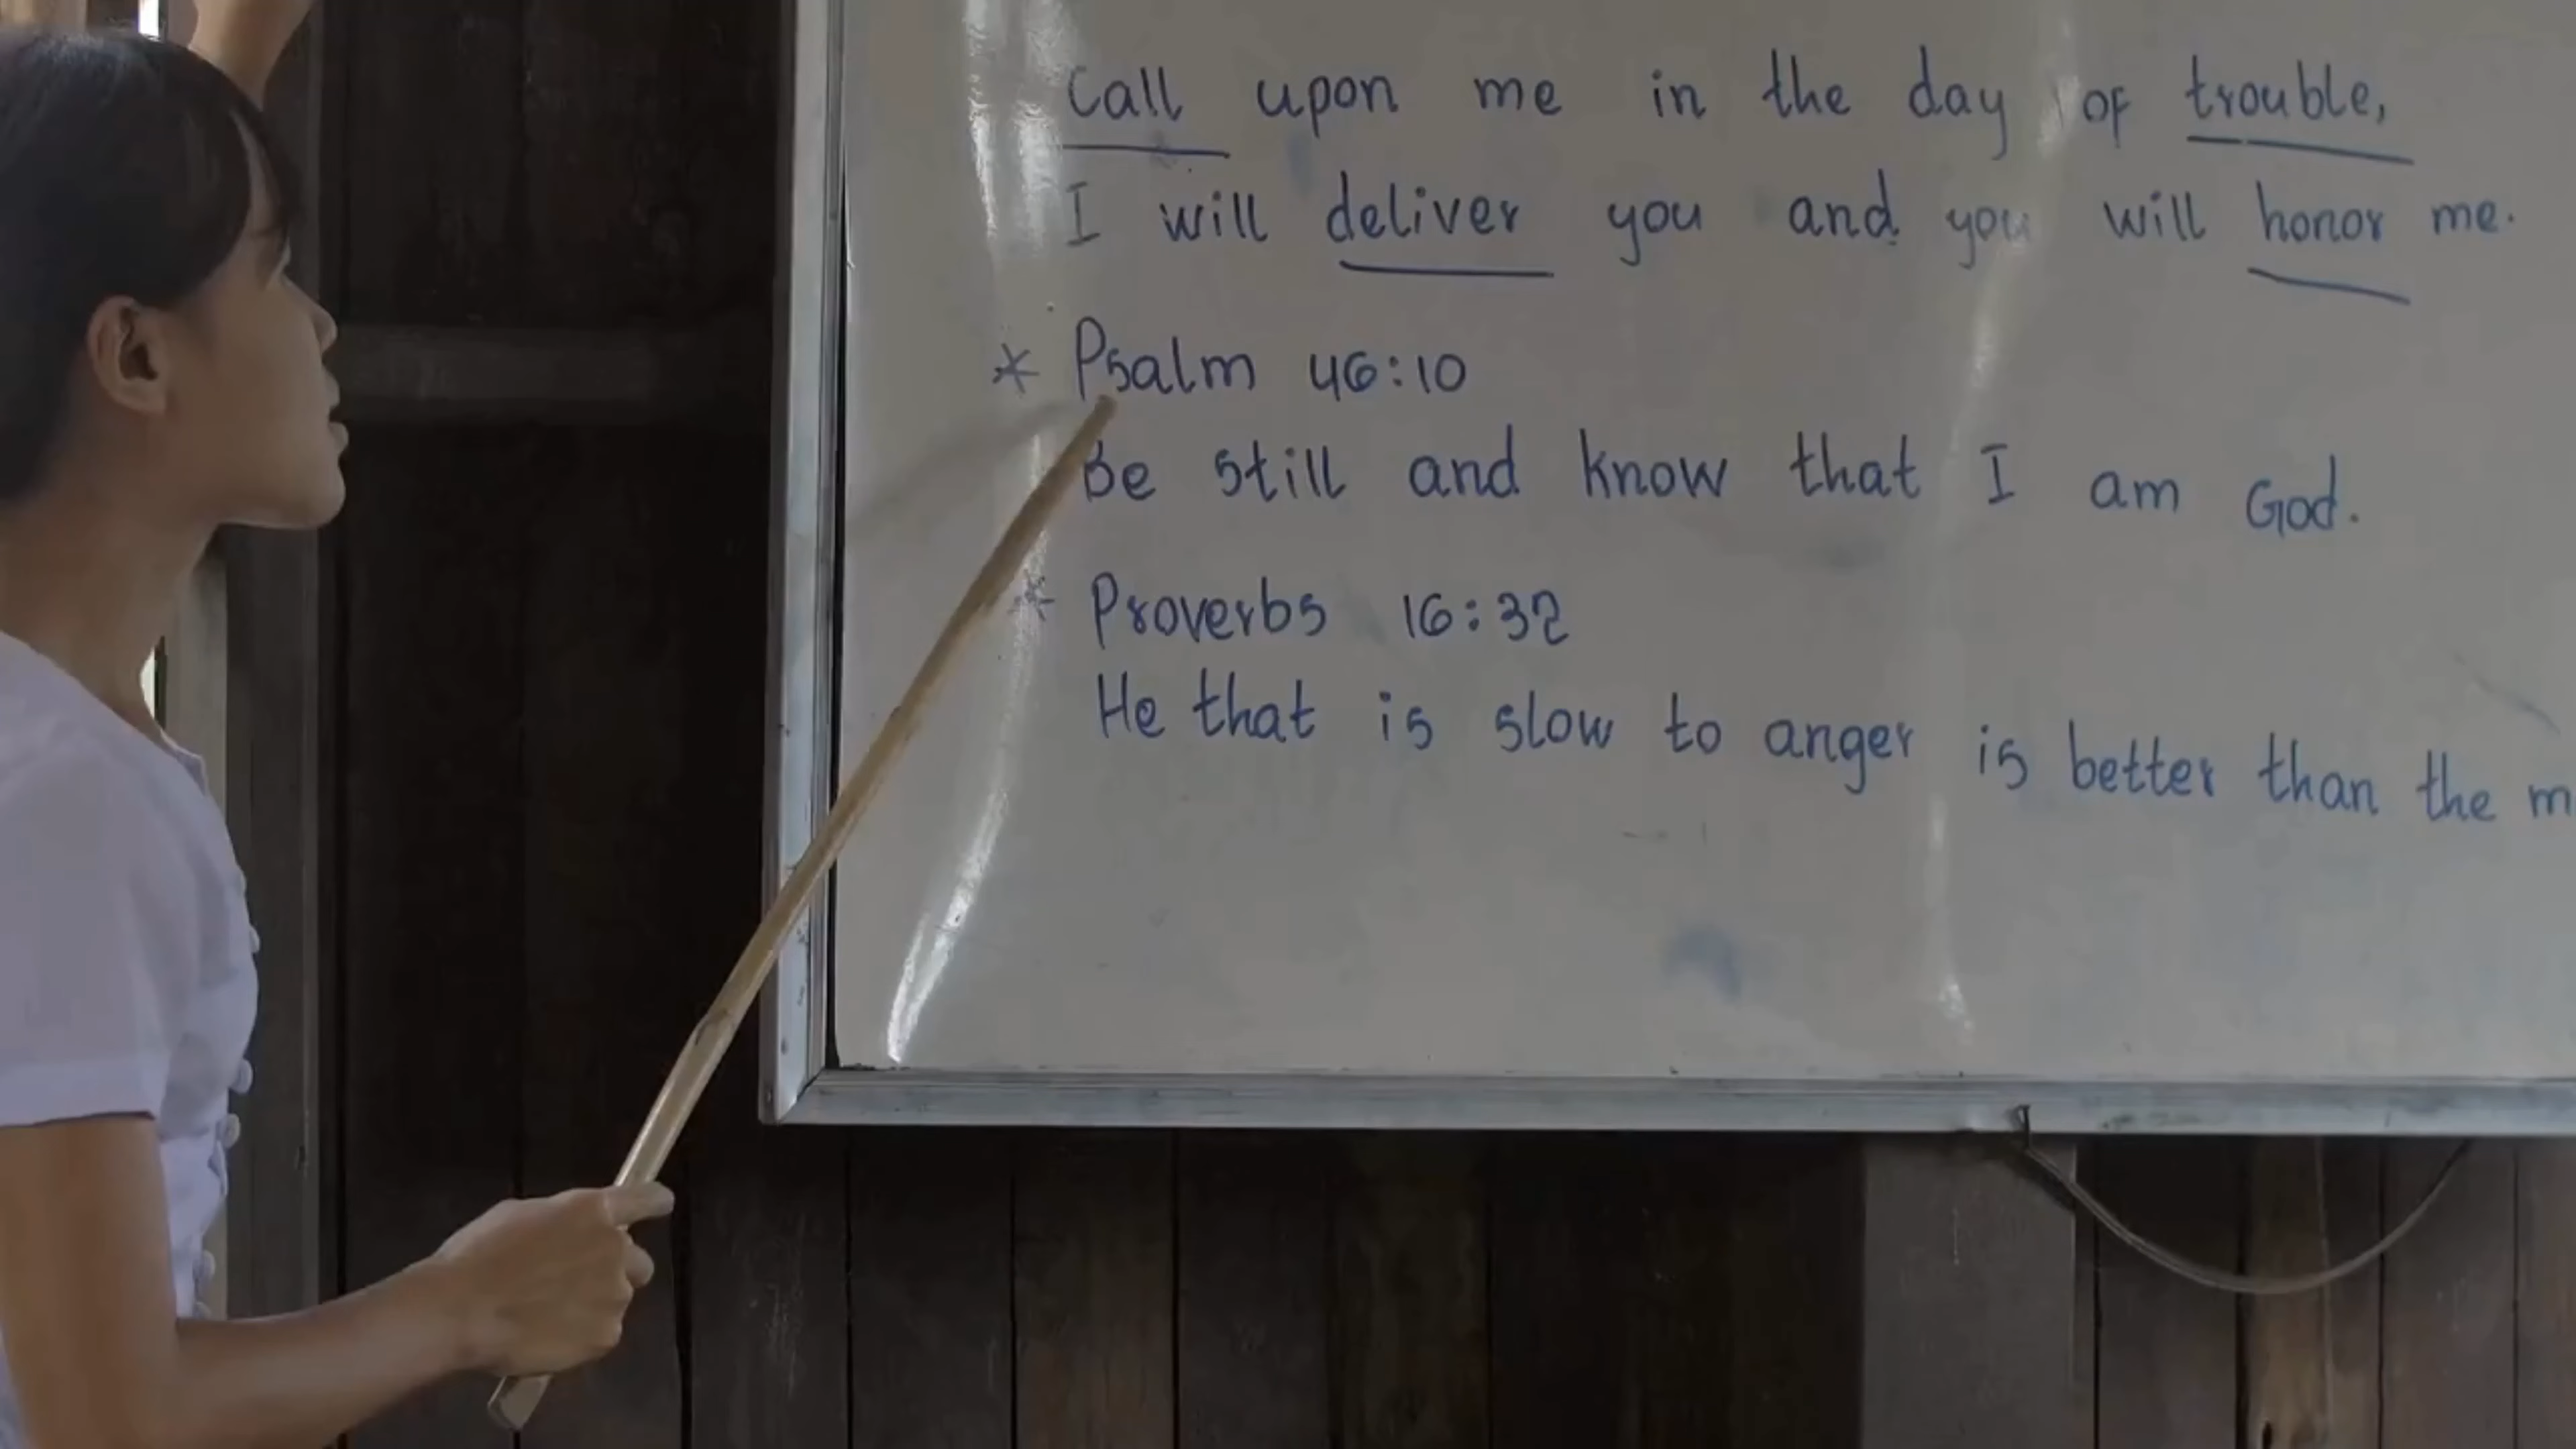 Call upon me in the day of trouble,
I will deliver you and you will honor me.
* Psalm 46:10
Be still and know that I am God.
* Proverbs 16:32
He that is slow to anger is better than the m